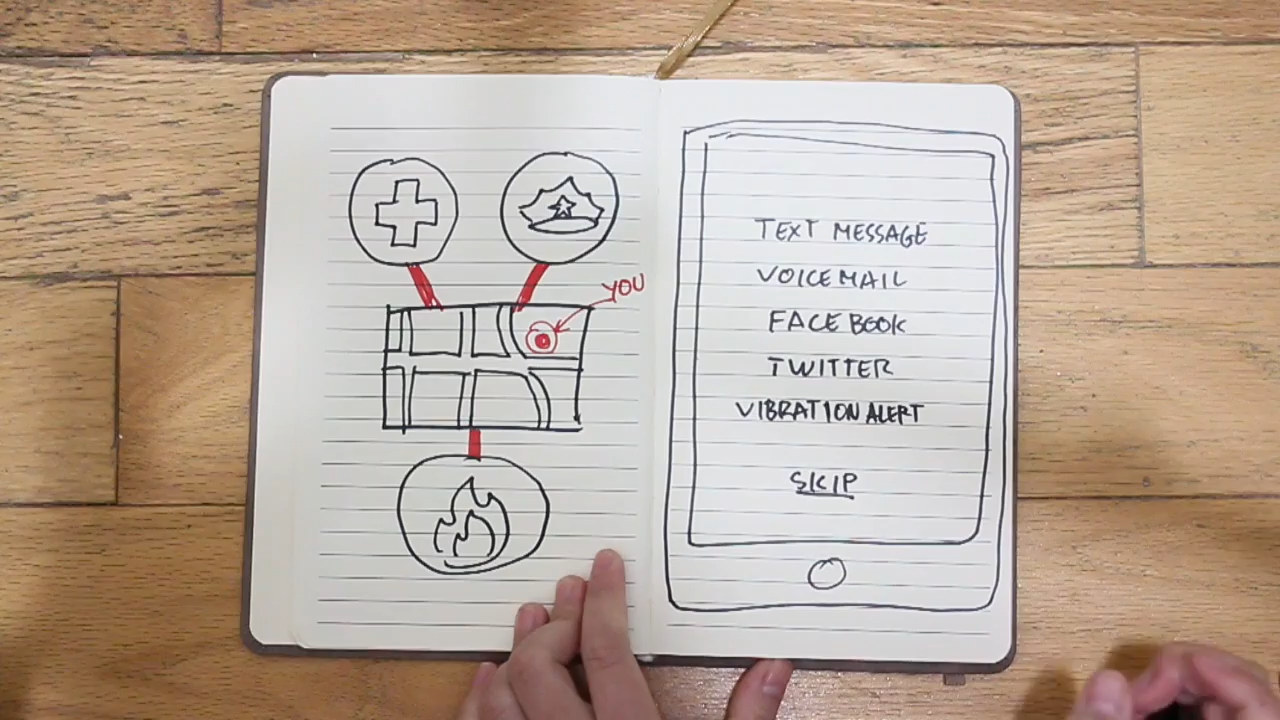 YOU
TEXT MESSAGE
VOICEMAIL
FACEBOOK
TWITTER
VIBRATION ALERT
SKIP